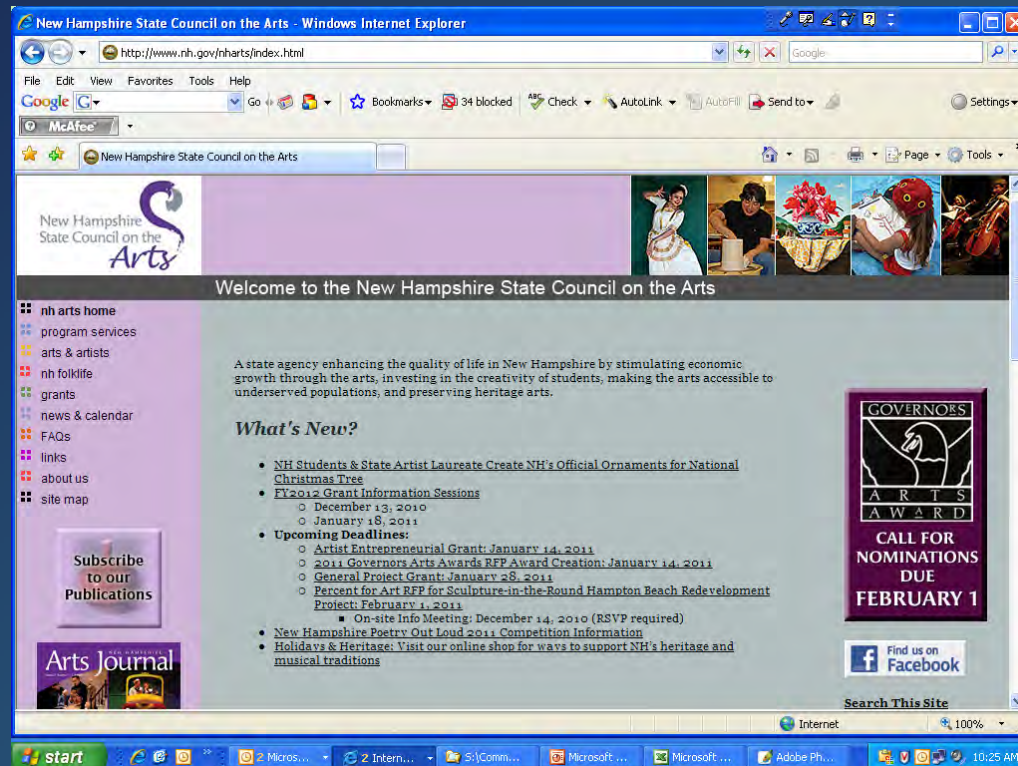 New Hampshire State Council on the Arts - Windows Internet Explorer
http://www.nh.gov/nharts/index.html
Google
File Edit View Favorites Tools Help
Google G Go Bookmarks 34 blocked ABC Check AutoLink AutoFill Send to Settings
McAfee
New Hampshire State Council on the Arts
Page Tools
New Hampshire
State Council on the
Arts
Welcome to the New Hampshire State Council on the Arts
nh arts home
program services
arts & artists
nh folklife
grants
news & calendar
FAQs
links
about us
site map
Subscribe
to our
Publications
NEW HAMPSHIRE
Arts Journal
A state agency enhancing the quality of life in New Hampshire by stimulating economic
growth through the arts, investing in the creativity of students, making the arts accessible to
underserved populations, and preserving heritage arts.
What's New?
NH Students & State Artist Laureate Create NH's Official Ornaments for National
Christmas Tree
FY2012 Grant Information Sessions
December 13, 2010
January 18, 2011
Upcoming Deadlines:
Artist Entrepreneurial Grant: January 14, 2011
2011 Governors Arts Awards RFP Award Creation: January 14, 2011
General Project Grant: January 28, 2011
Percent for Art RFP for Sculpture-in-the-Round Hampton Beach Redevelopment
Project: February 1, 2011
On-site Info Meeting: December 14, 2010 (RSVP required)
New Hampshire Poetry Out Loud 2011 Competition Information
Holidays & Heritage: Visit our online shop for ways to support NH's heritage and
musical traditions
GOVERNORS
ARTS
AWARD
CALL FOR
NOMINATIONS
DUE
FEBRUARY 1
Find us on
Facebook
Search This Site
Internet 100%
start 2 Micros... 2 Intern... S:\Comm... Microsoft ... Microsoft ... Adobe Ph... 10:25 AM